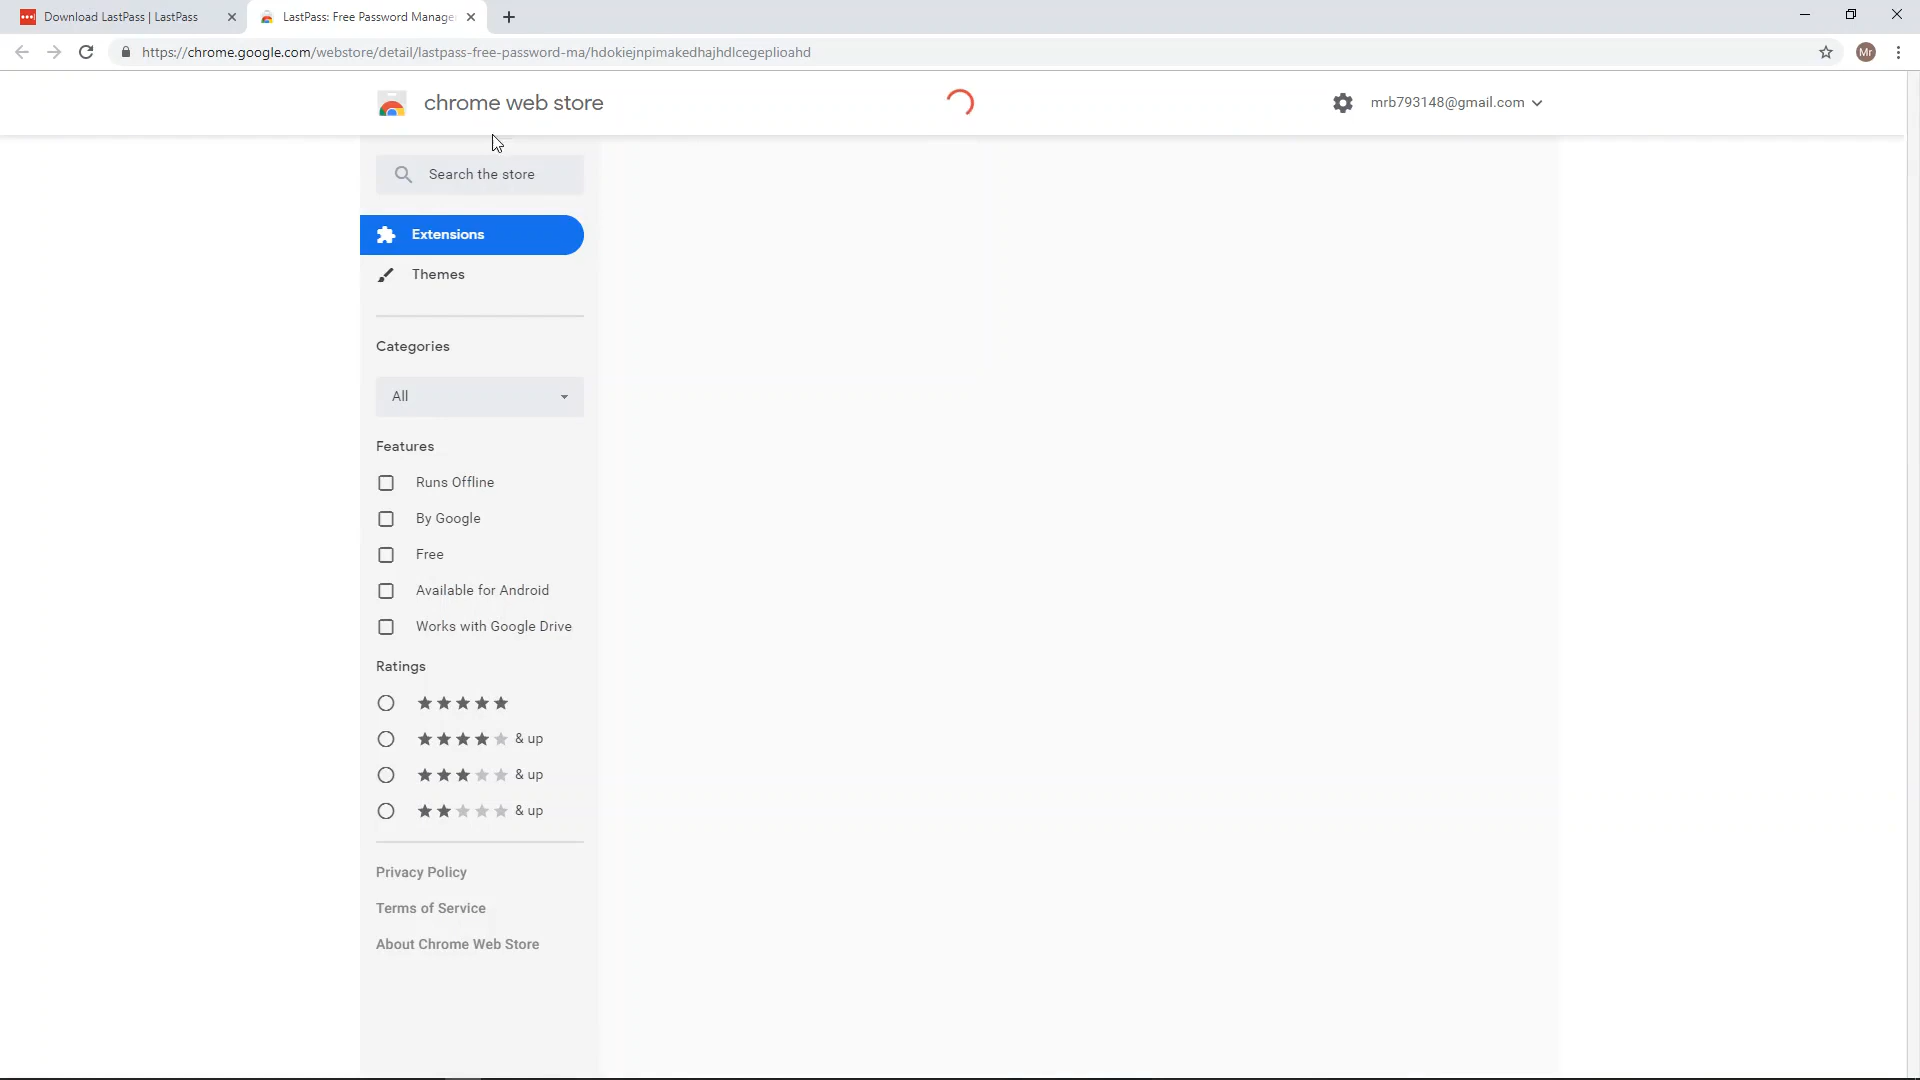 Download LastPass | LastPass
LastPass: Free Password Manage
https://chrome.google.com/webstore/detail/lastpass-free-password-ma/hdokiejnpimakedhajhdlcegeplioahd
Mr
chrome web store
mrb793148@gmail.com
Search the store
Extensions
Themes
Categories
All
Features
Runs Offline
By Google
Free
Available for Android
Works with Google Drive
Ratings
& up
& up
& up
Privacy Policy
Terms of Service
About Chrome Web Store